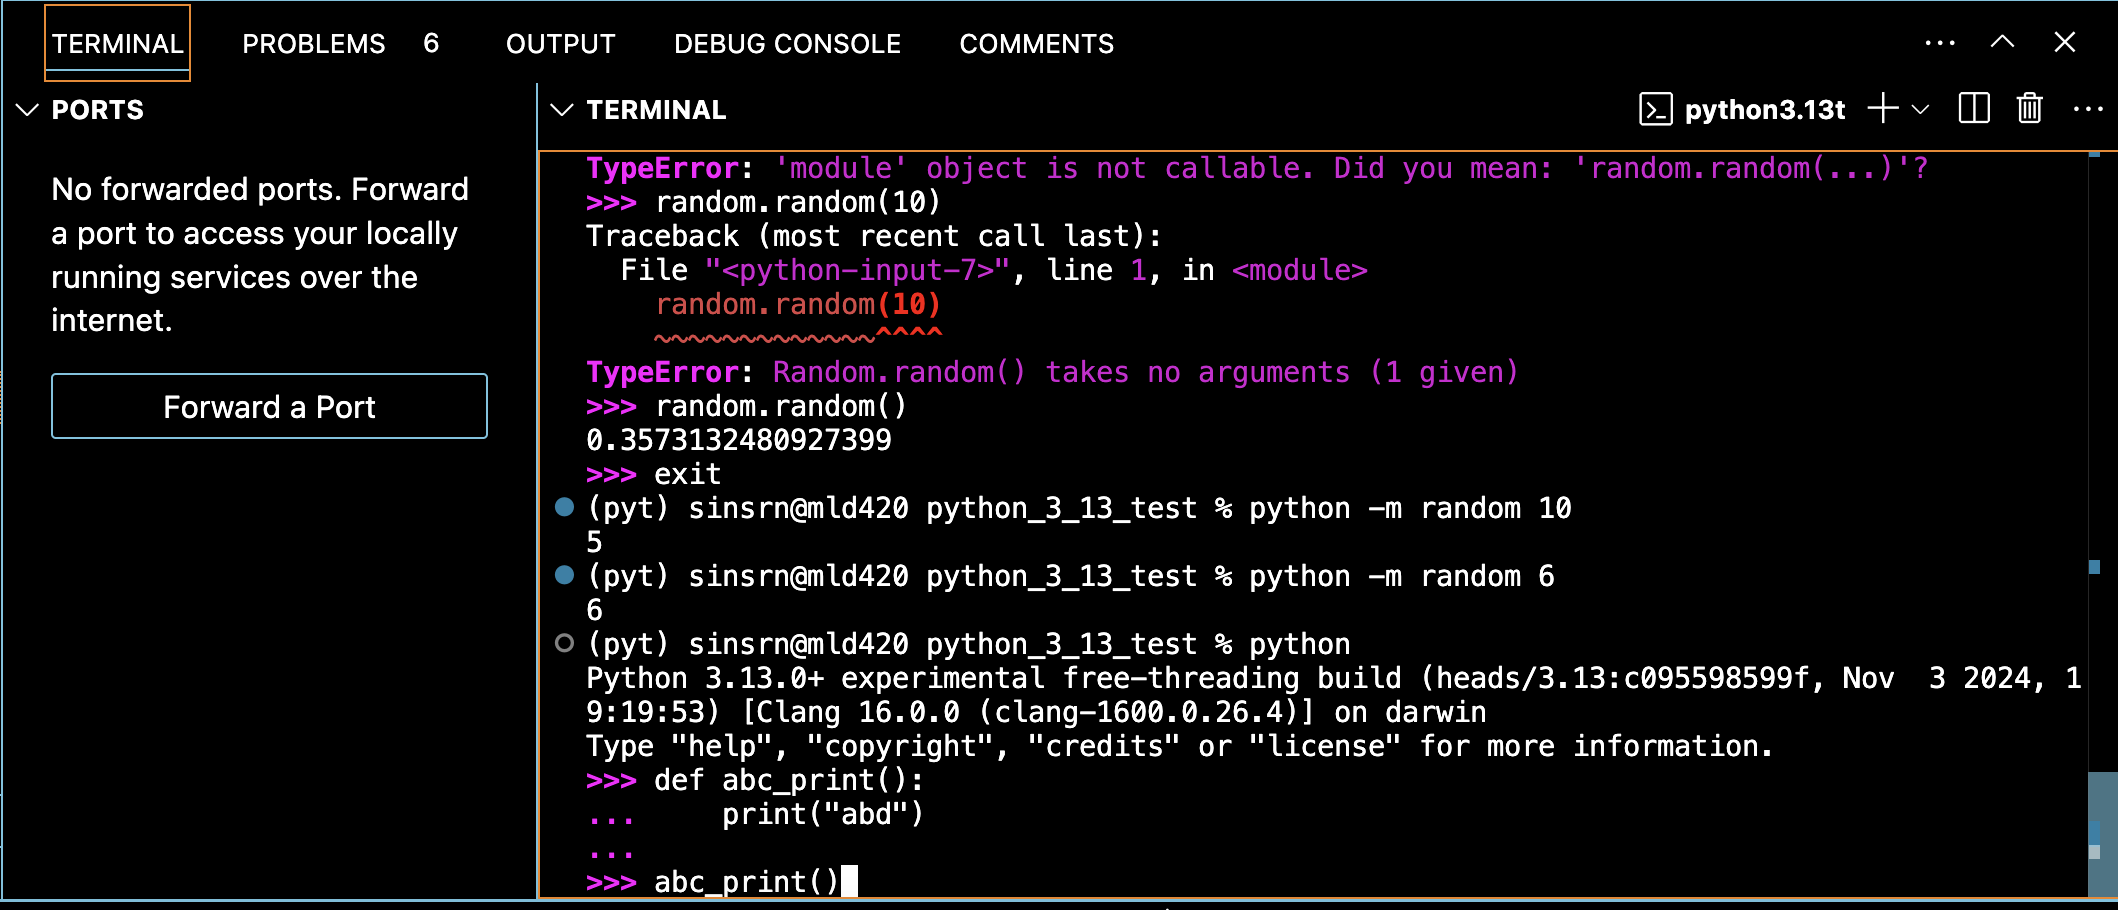 TERMINAL PROBLEMS 6 OUTPUT DEBUG CONSOLE COMMENTS
PORTS
No forwarded ports. Forward
a port to access your locally
running services over the
internet.
Forward a Port
TERMINAL
python3.13t
TypeError: 'module' object is not callable. Did you mean: 'random.random(...)'?
>>> random.random(10)
Traceback (most recent call last):
  File "<python-input-7>", line 1, in <module>
    random.random(10)
    ~~~~~~~~~~~~~^^^^
TypeError: Random.random() takes no arguments (1 given)
>>> random.random()
0.3573132480927399
>>> exit
(pyt) sinsrn@mld420 python_3_13_test % python -m random 10
5
(pyt) sinsrn@mld420 python_3_13_test % python -m random 6
6
(pyt) sinsrn@mld420 python_3_13_test % python
Python 3.13.0+ experimental free-threading build (heads/3.13:c095598599f, Nov  3 2024, 1
9:19:53) [Clang 16.0.0 (clang-1600.0.26.4)] on darwin
Type "help", "copyright", "credits" or "license" for more information.
>>> def abc_print():
...     print("abd")
...
>>> abc_print()